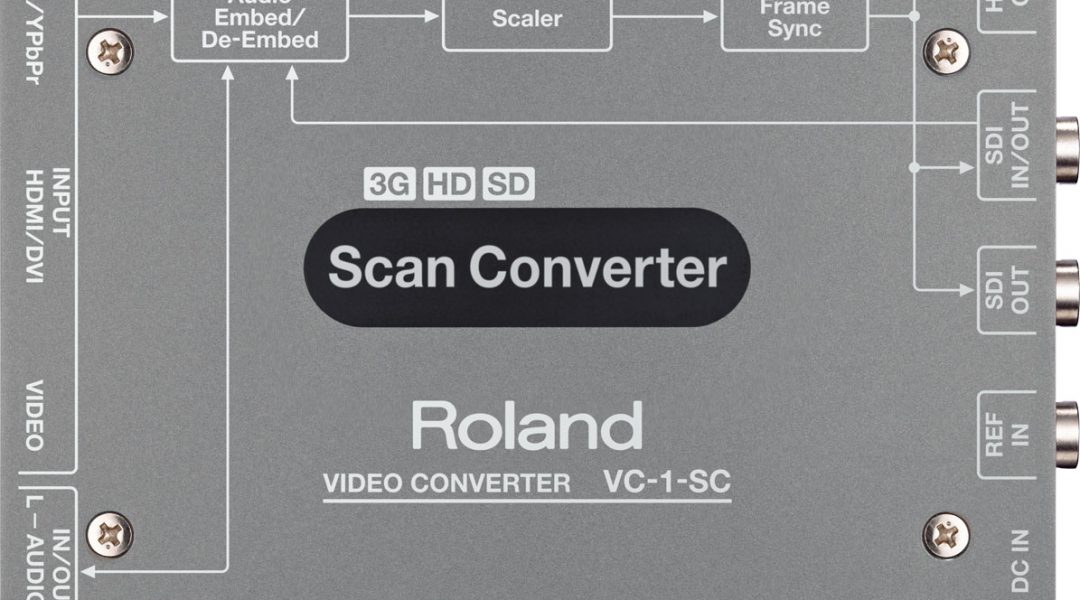 Audio
Embed/
De-Embed
Scaler
Frame
Sync
/YPbPr
INPUT
HDMI/DVI
VIDEO
IN/OU
L – AUDIO
3G HD SD
Scan Converter
Roland
VIDEO CONVERTER VC-1-SC
SDI
IN/OUT
SDI
OUT
REF
IN
DC IN